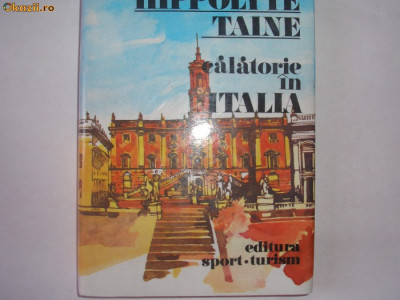 okazii.ro
HIPPOLYTE
TAINE
călătorie
în
ITALIA
editura
sport·turism